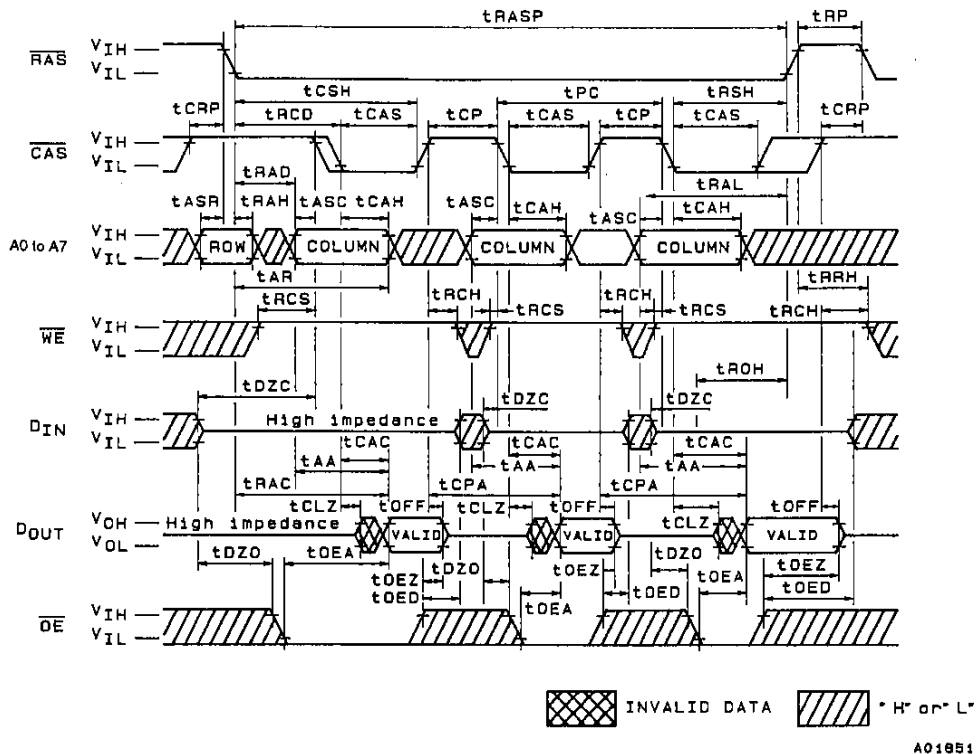 tRASP tRP
RAS VIH
VIL
tCSH tPC tRSH
tCRP tRCD tCAS tCP tCAS tCP tCAS tCRP
CAS VIH
VIL
tRAD tRAL
tASR tRAH tASC tCAH tASC tCAH tASC tCAH
A0 to A7 VIH
VIL
ROW COLUMN COLUMN COLUMN
tAR tRRH
tRCS tRCH tRCS tRCH tRCS tRCH
WE VIH
VIL
tROH
tDZC tDZC tDZC
DIN VIH
VIL
High impedance
tCAC tCAC tCAC
tAA tAA tAA
tRAC tCPA tCPA
tCLZ tOFF tCLZ tOFF tCLZ tOFF
DOUT VOH
VOL
High impedance VALID VALID VALID
tDZO tOEA tOEZ tDZO tOEZ tDZO tOEA tOEZ
tOED tOEA tOED tOED
OE VIH
VIL
INVALID DATA "H" or "L"
A01851